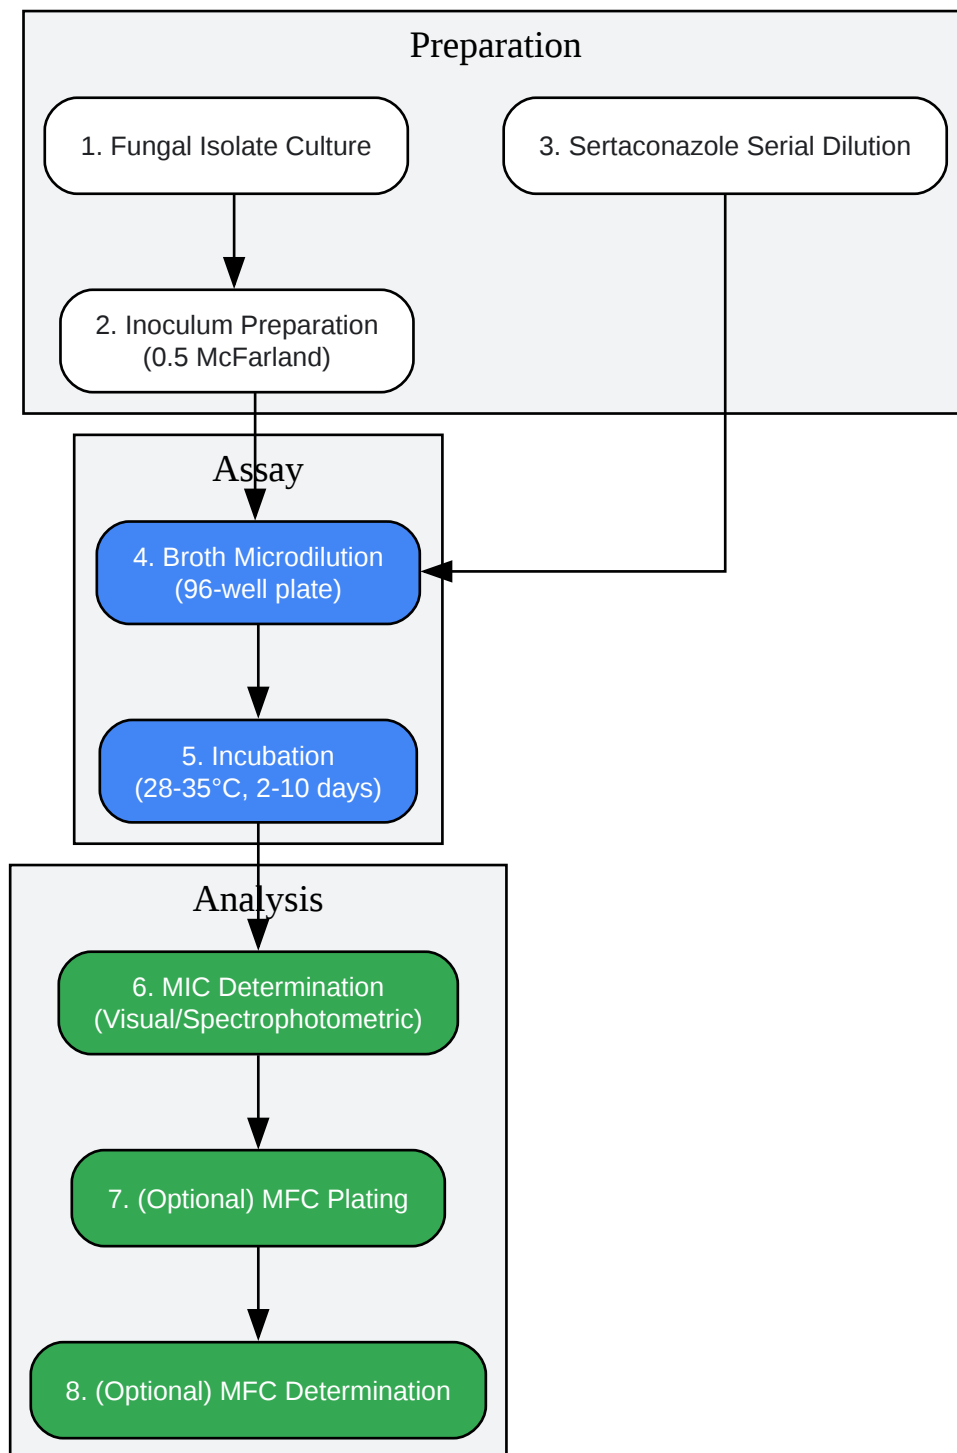 Preparation
1. Fungal Isolate Culture
3. Sertaconazole Serial Dilution
2. Inoculum Preparation
(0.5 McFarland)
Assay
4. Broth Microdilution
(96-well plate)
5. Incubation
(28-35°C, 2-10 days)
Analysis
6. MIC Determination
(Visual/Spectrophotometric)
7. (Optional) MFC Plating
8. (Optional) MFC Determination